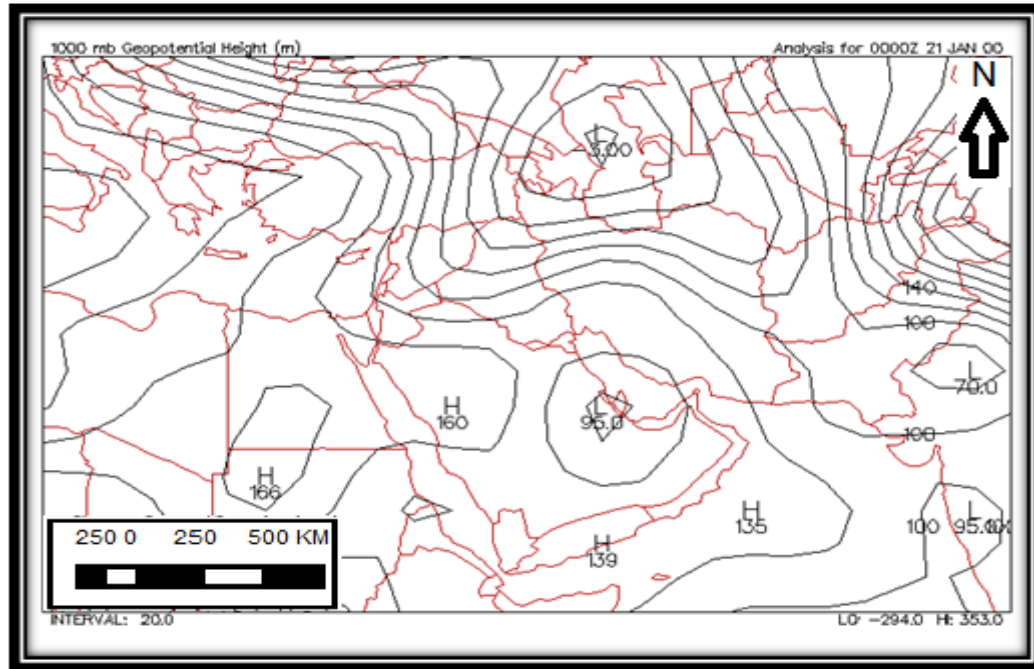 1000 mb Geopotential Height (m)
Analysis for 0000Z 21 JAN 00
N
L
-3.00
140
100
L
70.0
H
160
L
95.0
100
H
166
H
135
100
L
95.0
H
139
250 0 250 500 KM
INTERVAL: 20.0
LO: -294.0 HI: 353.0